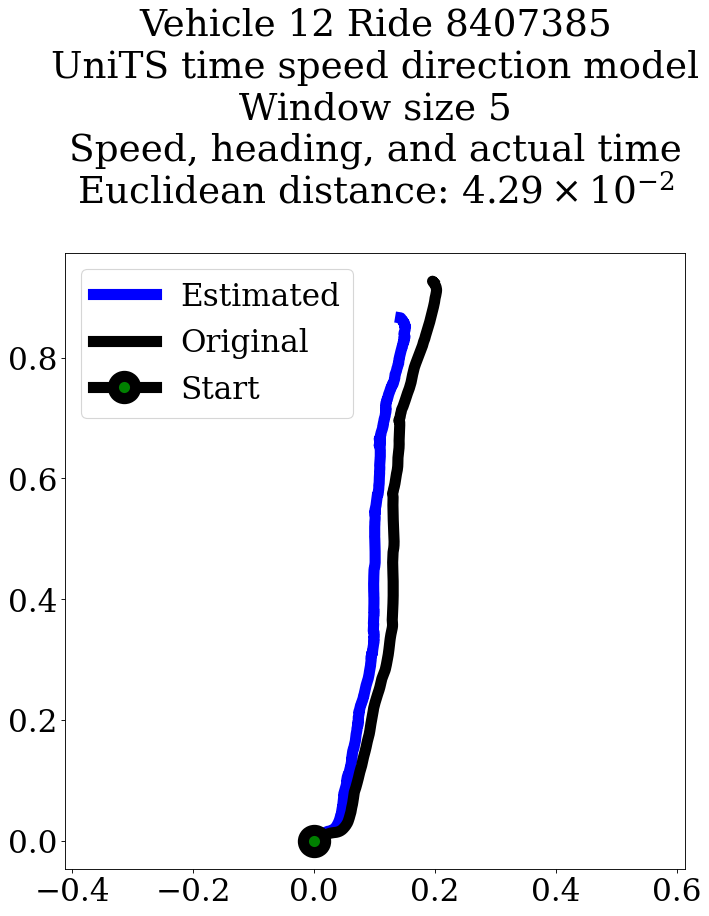 Vehicle 12 Ride 8407385
UniTS time speed direction model
Window size 5
Speed, heading, and actual time
Euclidean distance: 4.29 × 10⁻²
Estimated
Original
Start
0.8
0.6
0.4
0.2
0.0
−0.4 −0.2 0.0 0.2 0.4 0.6